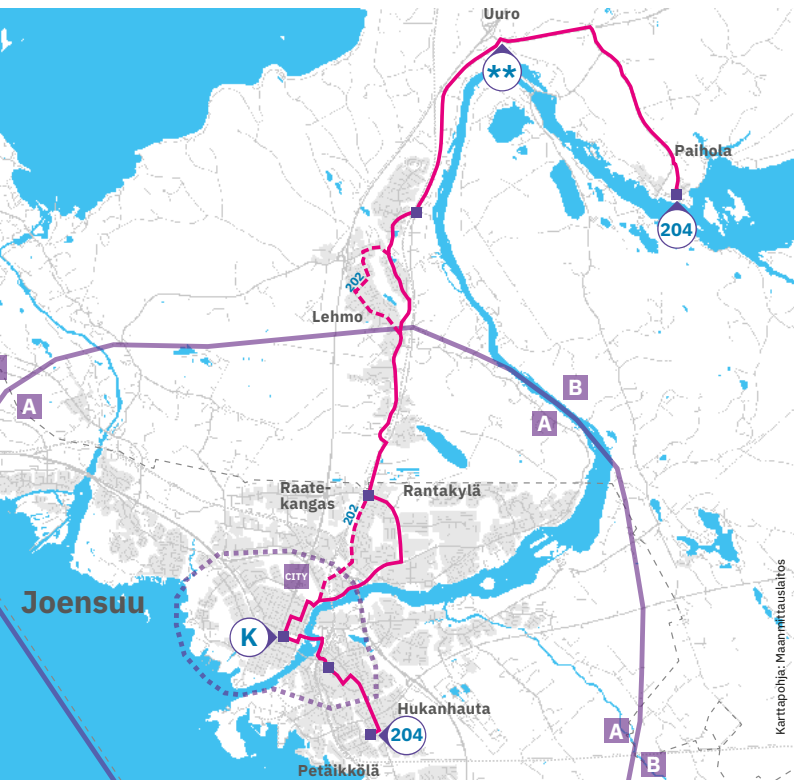 Uuro
**
Paihola
204
202
Lehmo
A
B
A
Raate-
kangas
Rantakylä
202
CITY
Joensuu
K
Hukanhauta
204
A
B
Petäikkölä
Karttapohja: Maanmittauslaitos